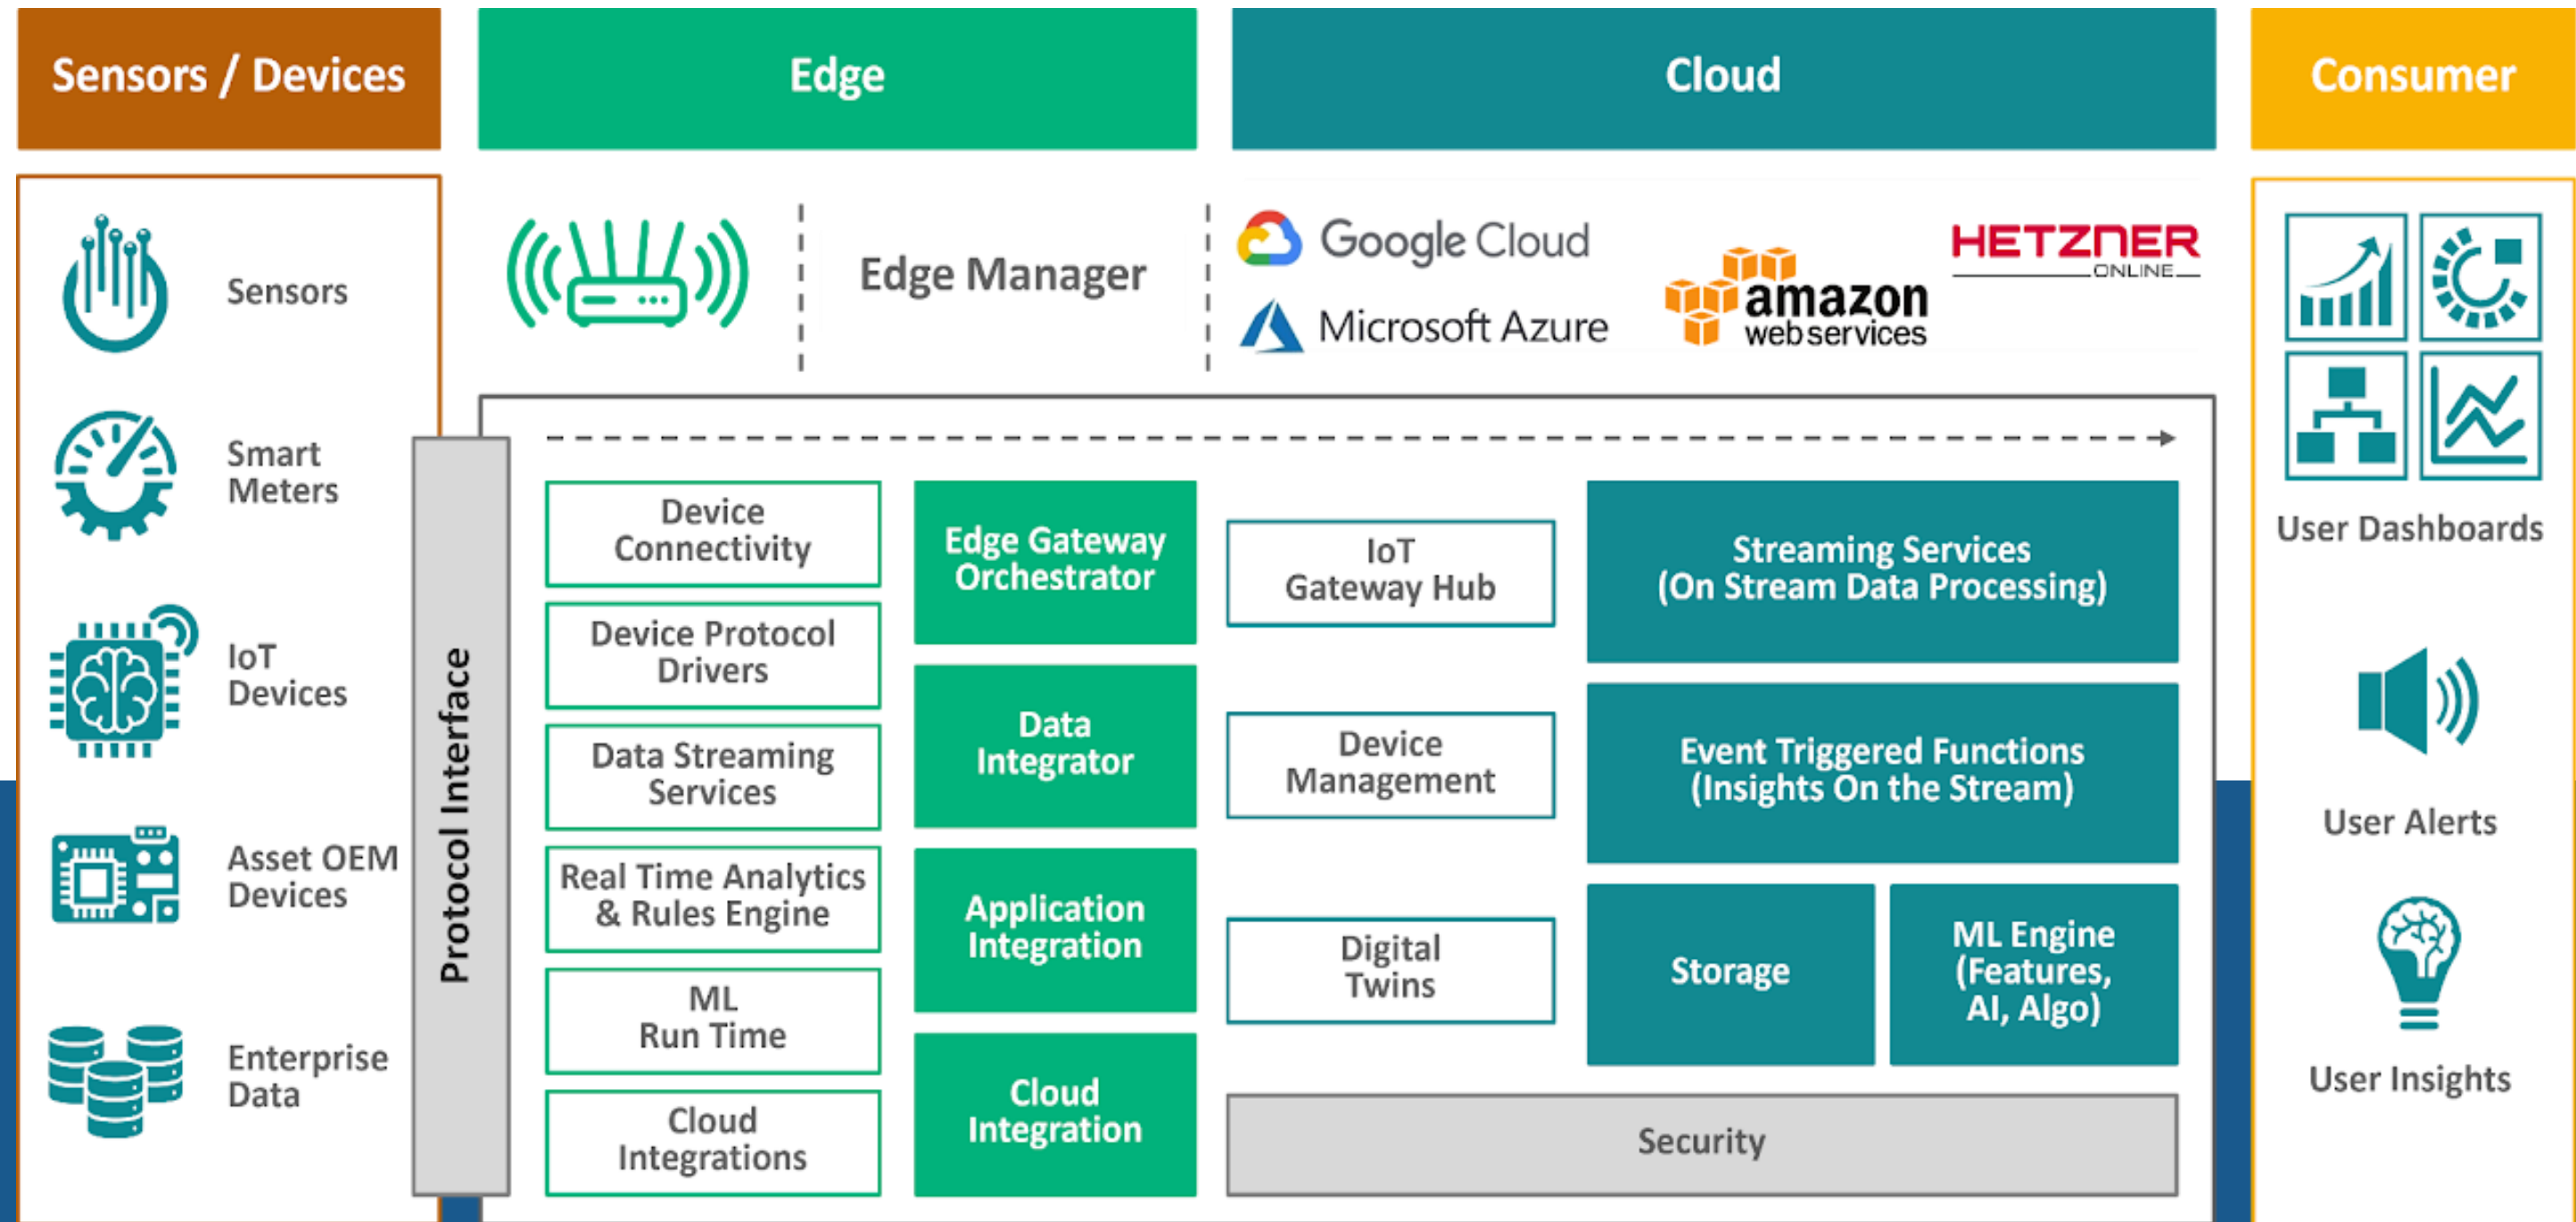 Sensors / Devices
Edge
Cloud
Consumer
Sensors
Smart
Meters
IoT
Devices
Asset OEM
Devices
Enterprise
Data
Protocol Interface
Edge Manager
Google Cloud
Microsoft Azure
amazon
webservices
HETZNER
ONLINE
Device
Connectivity
Device Protocol
Drivers
Data Streaming
Services
Real Time Analytics
& Rules Engine
ML
Run Time
Cloud
Integrations
Edge Gateway
Orchestrator
Data
Integrator
Application
Integration
Cloud
Integration
IoT
Gateway Hub
Device
Management
Digital
Twins
Streaming Services
(On Stream Data Processing)
Event Triggered Functions
(Insights On the Stream)
Storage
ML Engine
(Features,
AI, Algo)
Security
User Dashboards
User Alerts
User Insights